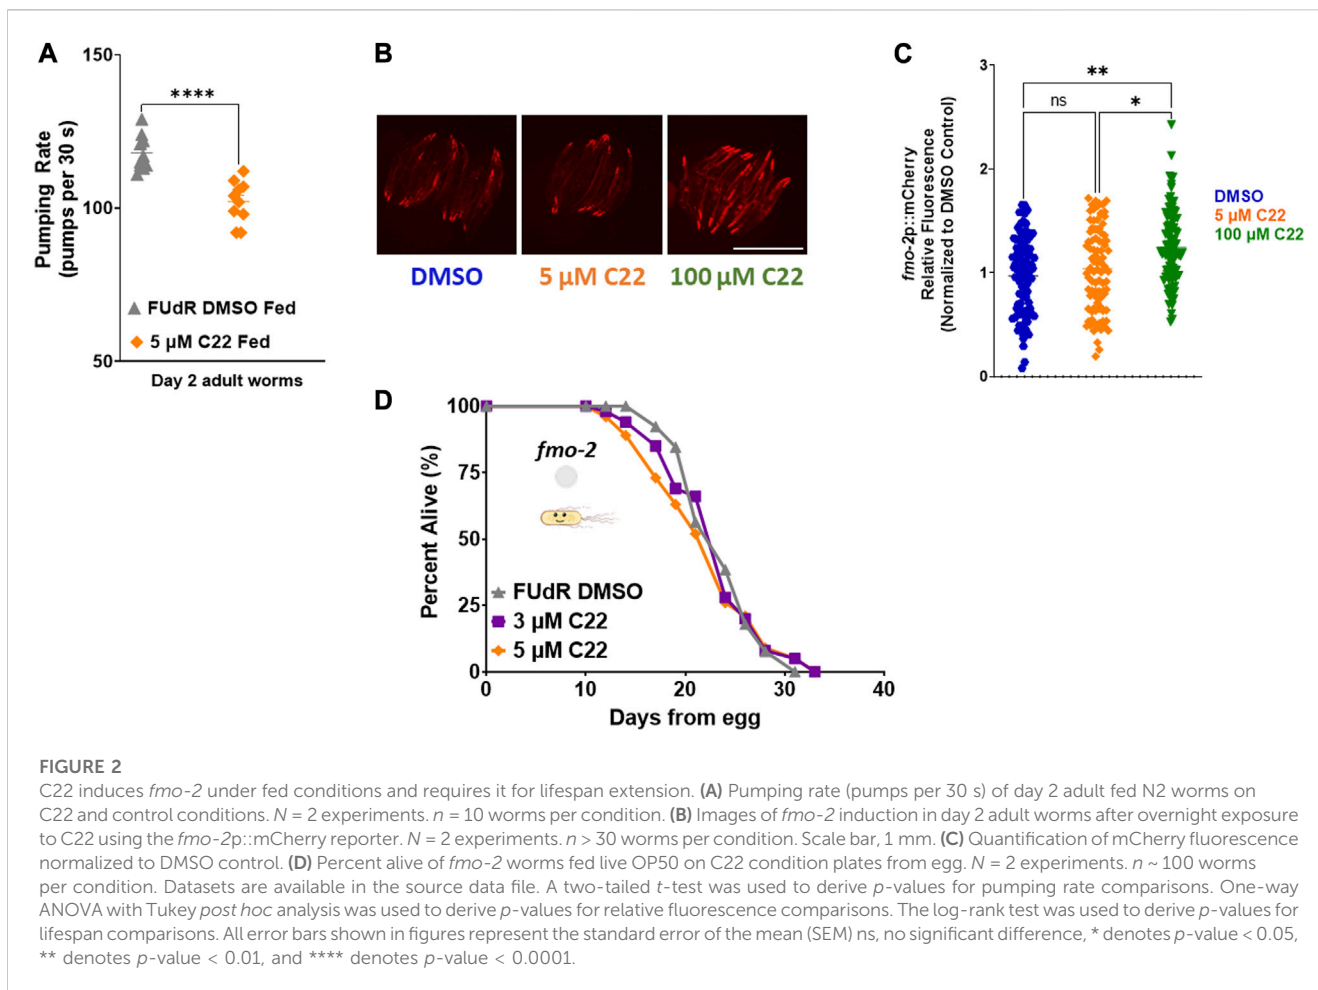 A
150
100
50
Pumping Rate
(pumps per 30 s)
****
FUdR DMSO Fed
5 µM C22 Fed
Day 2 adult worms
B
DMSO
5 µM C22
100 µM C22
C
3
2
1
0
fmo-2p::mCherry
Relative Fluorescence
(Normalized to DMSO Control)
**
ns
*
DMSO
5 µM C22
100 µM C22
D
100
75
50
25
0
Percent Alive (%)
fmo-2
FUdR DMSO
3 µM C22
5 µM C22
0 10 20 30 40
Days from egg
FIGURE 2
C22 induces fmo-2 under fed conditions and requires it for lifespan extension. (A) Pumping rate (pumps per 30 s) of day 2 adult fed N2 worms on
C22 and control conditions. N = 2 experiments. n = 10 worms per condition. (B) Images of fmo-2 induction in day 2 adult worms after overnight exposure
to C22 using the fmo-2p::mCherry reporter. N = 2 experiments. n > 30 worms per condition. Scale bar, 1 mm. (C) Quantification of mCherry fluorescence
normalized to DMSO control. (D) Percent alive of fmo-2 worms fed live OP50 on C22 condition plates from egg. N = 2 experiments. n ~ 100 worms
per condition. Datasets are available in the source data file. A two-tailed t-test was used to derive p-values for pumping rate comparisons. One-way
ANOVA with Tukey post hoc analysis was used to derive p-values for relative fluorescence comparisons. The log-rank test was used to derive p-values for
lifespan comparisons. All error bars shown in figures represent the standard error of the mean (SEM) ns, no significant difference, * denotes p-value < 0.05,
** denotes p-value < 0.01, and **** denotes p-value < 0.0001.